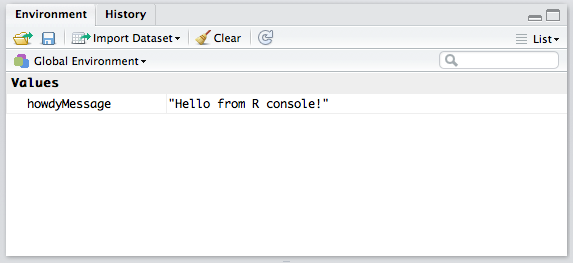 Environment History
Import Dataset Clear List
Global Environment
Values
howdyMessage "Hello from R console!"